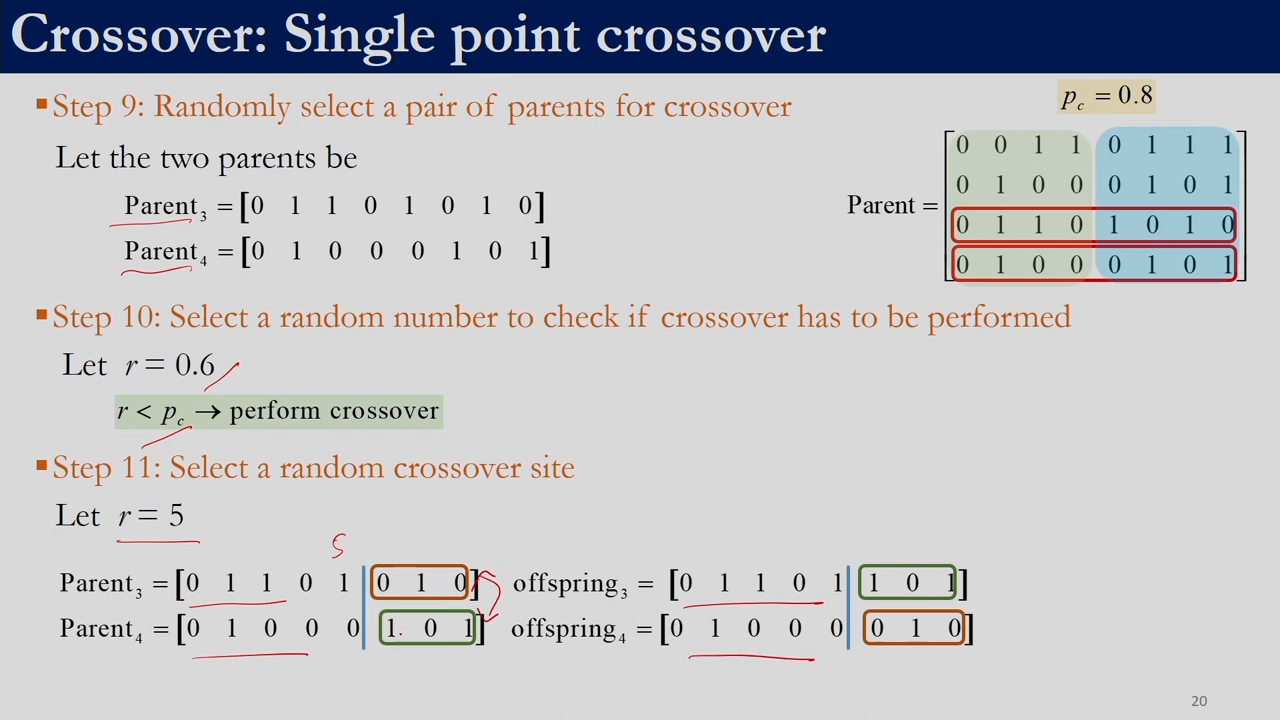 Crossover: Single point crossover
▪Step 9: Randomly select a pair of parents for crossover
p_c = 0.8
Let the two parents be
Parent_3 = [0 1 1 0 1 0 1 0]
Parent_4 = [0 1 0 0 0 1 0 1]
Parent =
0 0 1 1 0 1 1 1
0 1 0 0 0 1 0 1
0 1 1 0 1 0 1 0
0 1 0 0 0 1 0 1
▪Step 10: Select a random number to check if crossover has to be performed
Let r = 0.6
r < p_c → perform crossover
▪Step 11: Select a random crossover site
Let r = 5
5
Parent_3 = [0 1 1 0 1 0 1 0] offspring_3 = [0 1 1 0 1 1 0 1]
Parent_4 = [0 1 0 0 0 1 0 1] offspring_4 = [0 1 0 0 0 0 1 0]
20